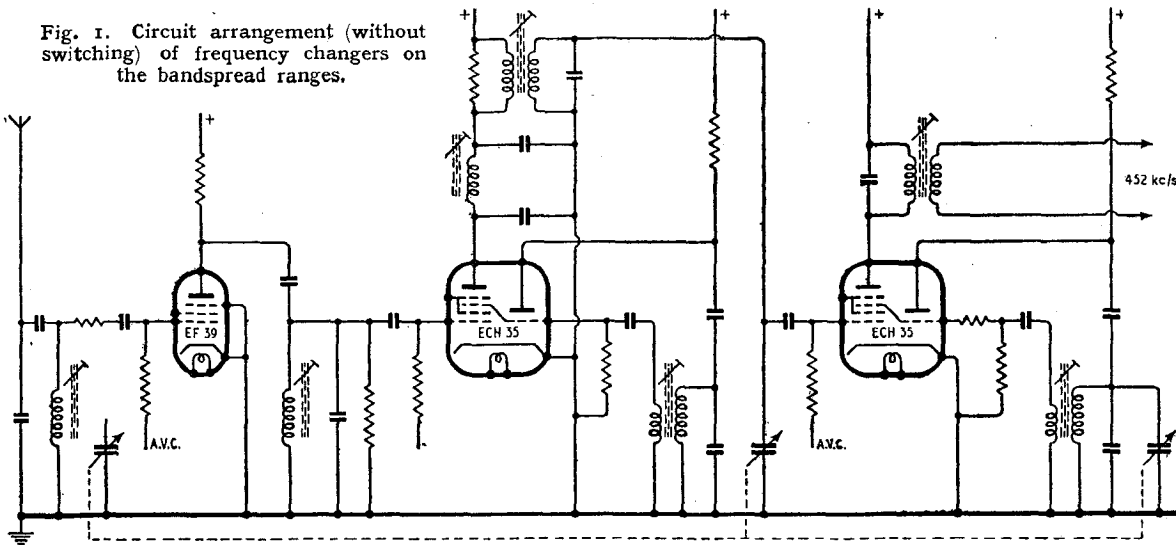 Fig. 1. Circuit arrangement (without
switching) of frequency changers on
the bandspread ranges.
+
+
+
+
+
452 kc/s
EF 39
ECH 35
ECH 35
A.V.C.
A.V.C.